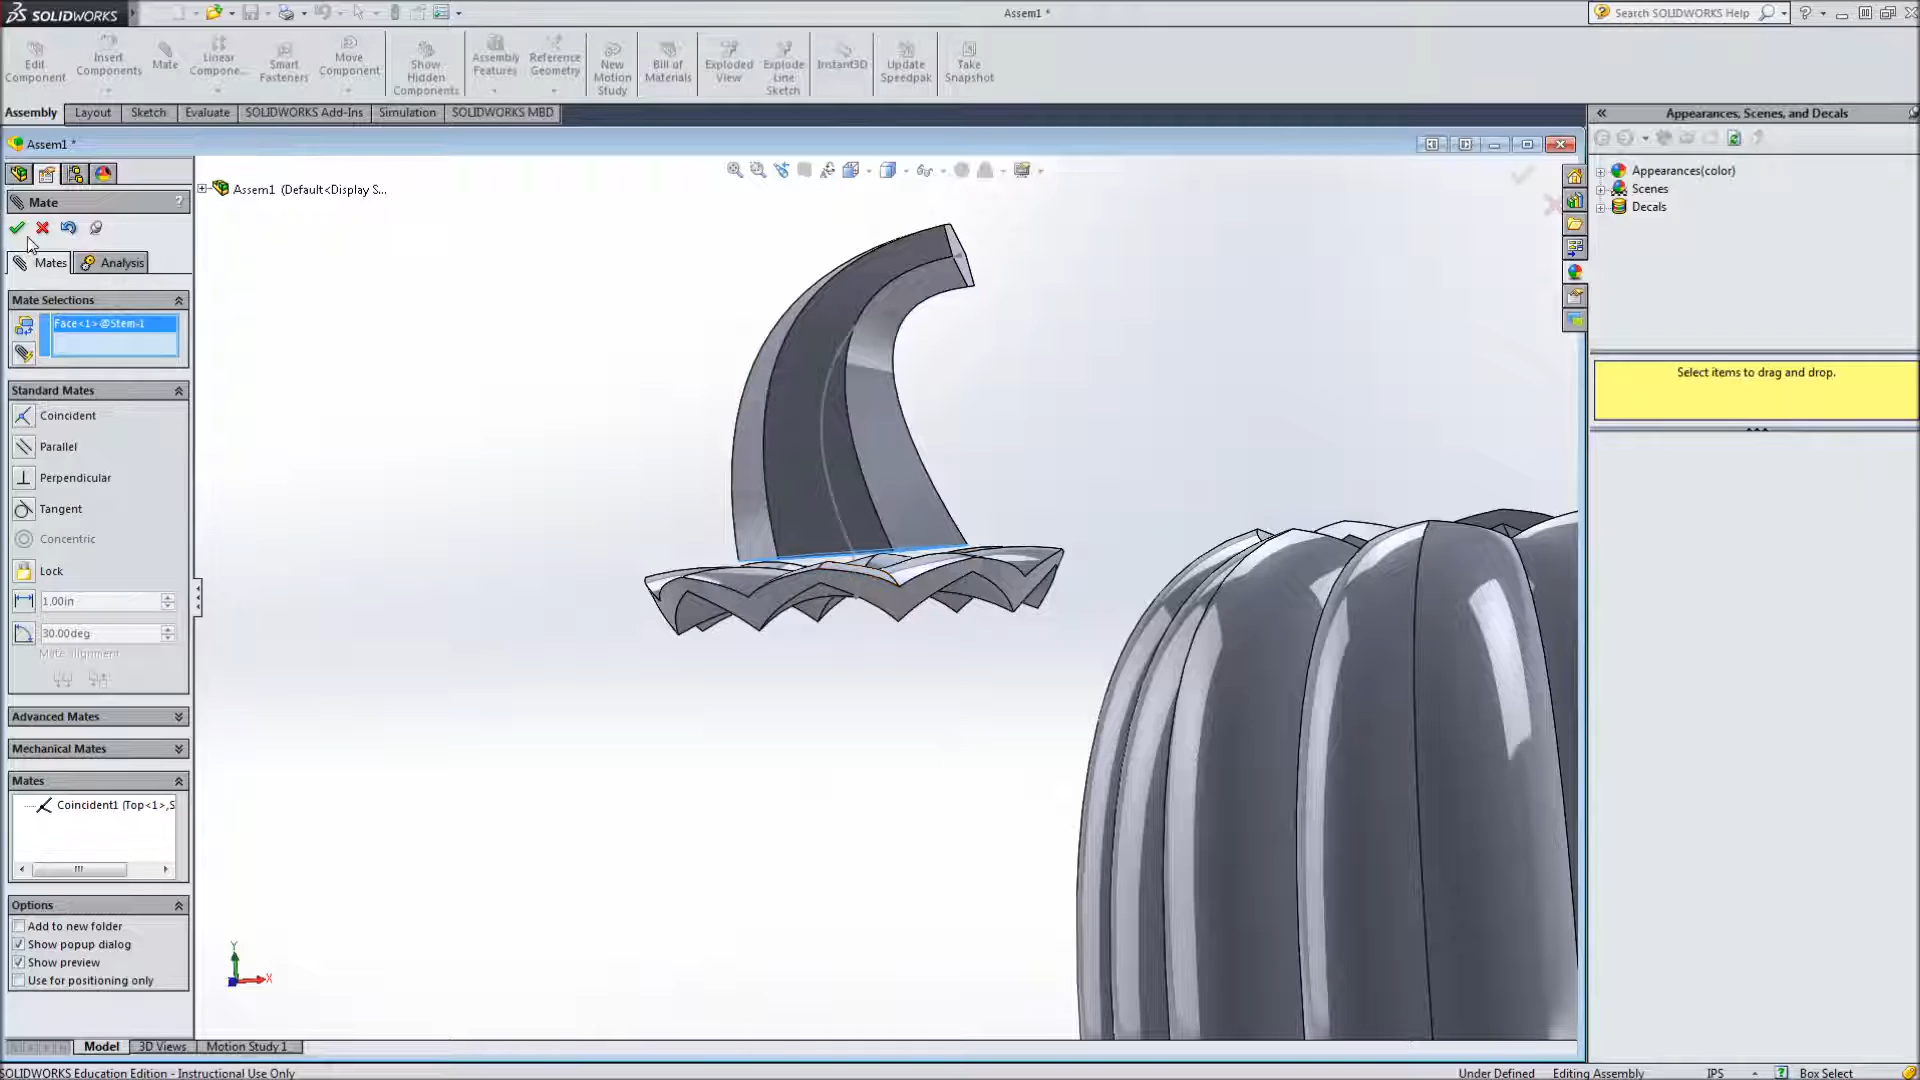 SOLIDWORKS
Assem1 *
Search SOLIDWORKS Help
Edit Component
Insert Components
Mate
Linear Compone...
Smart Fasteners
Move Component
Show Hidden Components
Assembly Features
Reference Geometry
New Motion Study
Bill of Materials
Exploded View
Explode Line Sketch
Instant3D
Update Speedpak
Take Snapshot
Assembly
Layout
Sketch
Evaluate
SOLIDWORKS Add-Ins
Simulation
SOLIDWORKS MBD
Appearances, Scenes, and Decals
Assem1 *
Assem1 (Default<Display S...
Appearances(color)
Scenes
Decals
Select items to drag and drop.
Mate
?
Mates
Analysis
Mate Selections
Face<1>@Stem-1
Standard Mates
Coincident
Parallel
Perpendicular
Tangent
Concentric
Lock
1.00in
30.00deg
Mate alignment
Advanced Mates
Mechanical Mates
Mates
Coincident1 (Top<1>,S
Options
Add to new folder
Show popup dialog
Show preview
Use for positioning only
Y
X
Model
3D Views
Motion Study 1
SOLIDWORKS Education Edition - Instructional Use Only
Under Defined
Editing Assembly
IPS
?
Box Select